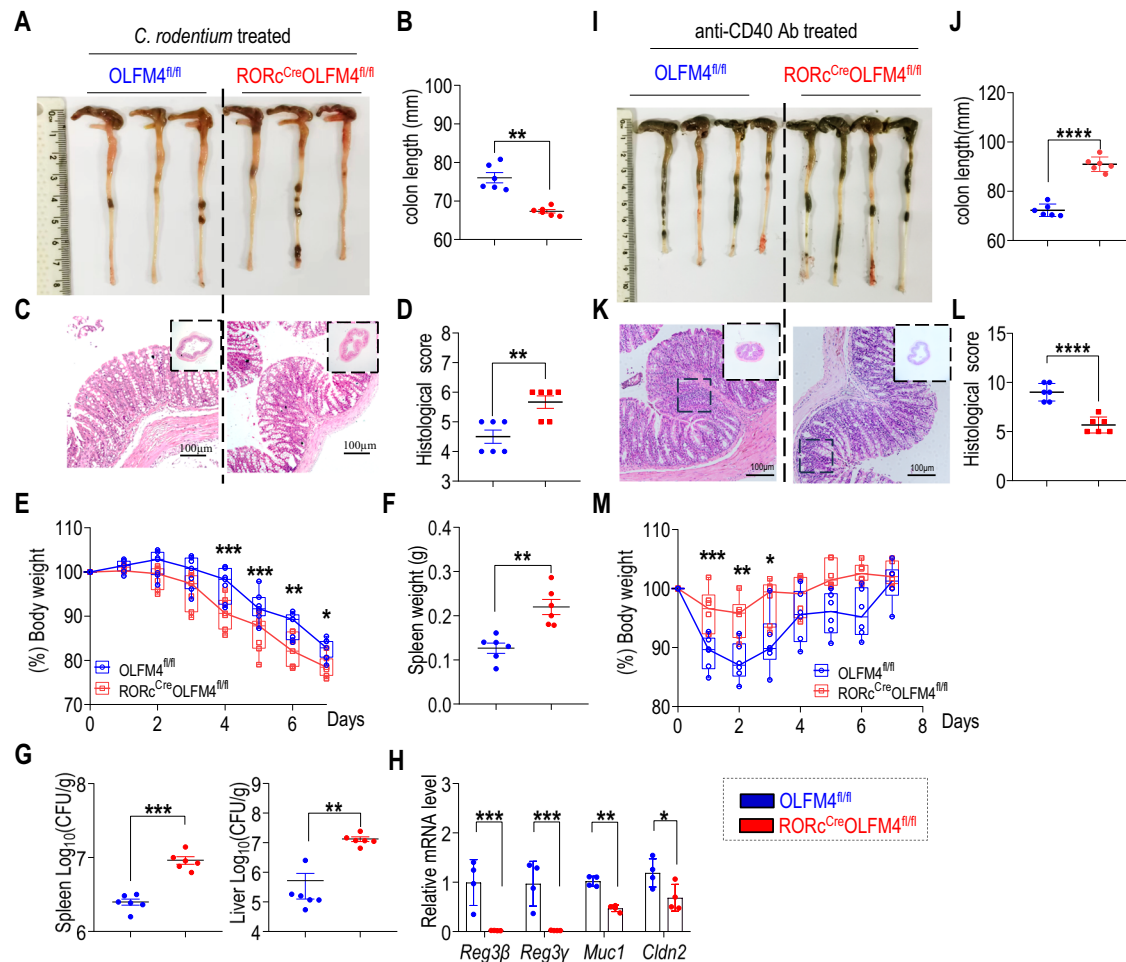 A
C. rodentium treated
OLFM4fl/fl
RORcCreOLFM4fl/fl
B
colon length (mm)
80
70
60
**
I
anti-CD40 Ab treated
OLFM4fl/fl
RORcCreOLFM4fl/fl
J
colon length(mm)
120
100
80
60
****
C
100μm
100μm
D
Histological score
8
7
6
5
4
3
**
K
100μm
100μm
L
Histological score
15
10
5
0
****
E
(%) Body weight
110
100
90
80
70
***
***
**
*
OLFM4fl/fl
RORcCreOLFM4fl/fl
0 2 4 6 Days
F
Spleen weight (g)
0.4
0.3
0.2
0.1
0.0
**
M
(%) Body weight
110
100
90
80
***
**
*
OLFM4fl/fl
RORcCreOLFM4fl/fl
0 2 4 6 8
Days
G
Spleen Log10(CFU/g)
8
7
6
***
Liver Log10(CFU/g)
9
8
7
6
5
4
**
H
Relative mRNA level
3
2
1
0
***
***
**
*
Reg3β Reg3γ Muc1 Cldn2
OLFM4fl/fl
RORcCreOLFM4fl/fl